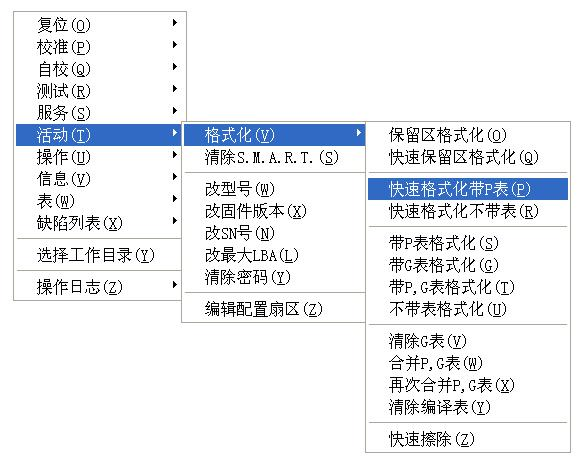 复位(O)
校准(P)
自校(Q)
测试(R)
服务(S)
活动(T)
操作(U)
信息(V)
表(W)
缺陷列表(X)
选择工作目录(Y)
操作日志(Z)
格式化(V)
清除S.M.A.R.T.(S)
改型号(W)
改固件版本(X)
改SN号(N)
改最大LBA(L)
清除密码(Y)
编辑配置扇区(Z)
保留区格式化(O)
快速保留区格式化(Q)
快速格式化带P表(P)
快速格式化不带表(R)
带P表格式化(S)
带G表格式化(G)
带P,G表格式化(T)
不带表格式化(U)
清除G表(V)
合并P,G表(W)
再次合并P,G表(X)
清除编译表(Y)
快速擦除(Z)